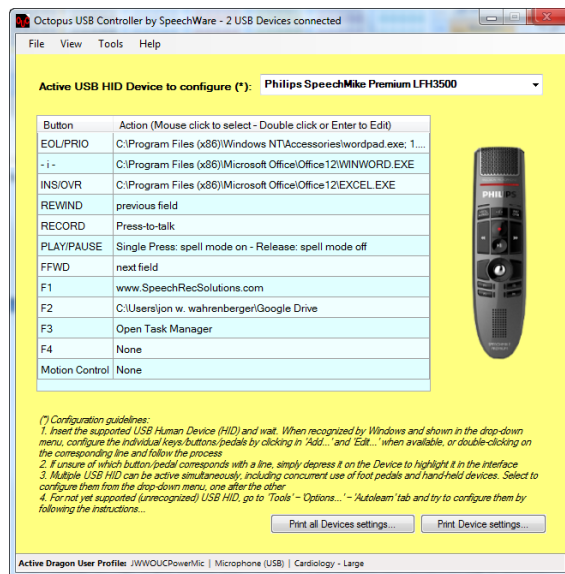 Octopus USB Controller by SpeechWare - 2 USB Devices connected
File View Tools Help
Active USB HID Device to configure (*): Philips SpeechMike Premium LFH3500
Button Action (Mouse click to select - Double click or Enter to Edit)
EOL/PRIO C:\Program Files (x86)\Windows NT\Accessories\wordpad.exe; 1....
- i - C:\Program Files (x86)\Microsoft Office\Office12\WINWORD.EXE
INS/OVR C:\Program Files (x86)\Microsoft Office\Office12\EXCEL.EXE
REWIND previous field
RECORD Press-to-talk
PLAY/PAUSE Single Press: spell mode on - Release: spell mode off
FFWD next field
F1 www.SpeechRecSolutions.com
F2 C:\Users\jon w. wahrenberger\Google Drive
F3 Open Task Manager
F4 None
Motion Control None
PHILIPS
(*) Configuration guidelines:
1. Insert the supported USB Human Device (HID) and wait. When recognized by Windows and shown in the drop-down
menu, configure the individual keys/buttons/pedals by clicking in 'Add...' and 'Edit...' when available, or double-clicking on
the corresponding line and follow the process
2. If unsure of which button/pedal corresponds with a line, simply depress it on the Device to highlight it in the interface
3. Multiple USB HID can be active simultaneously, including concurrent use of foot pedals and hand-held devices. Select to
configure them from the drop-down menu, one after the other
4. For not yet supported (unrecognized) USB HID, go to 'Tools' - 'Options...' - 'Autolearn' tab and try to configure them by
following the instructions...
Print all Devices settings... Print Device settings...
Active Dragon User Profile: JWWOUCPowerMic | Microphone (USB) | Cardiology - Large